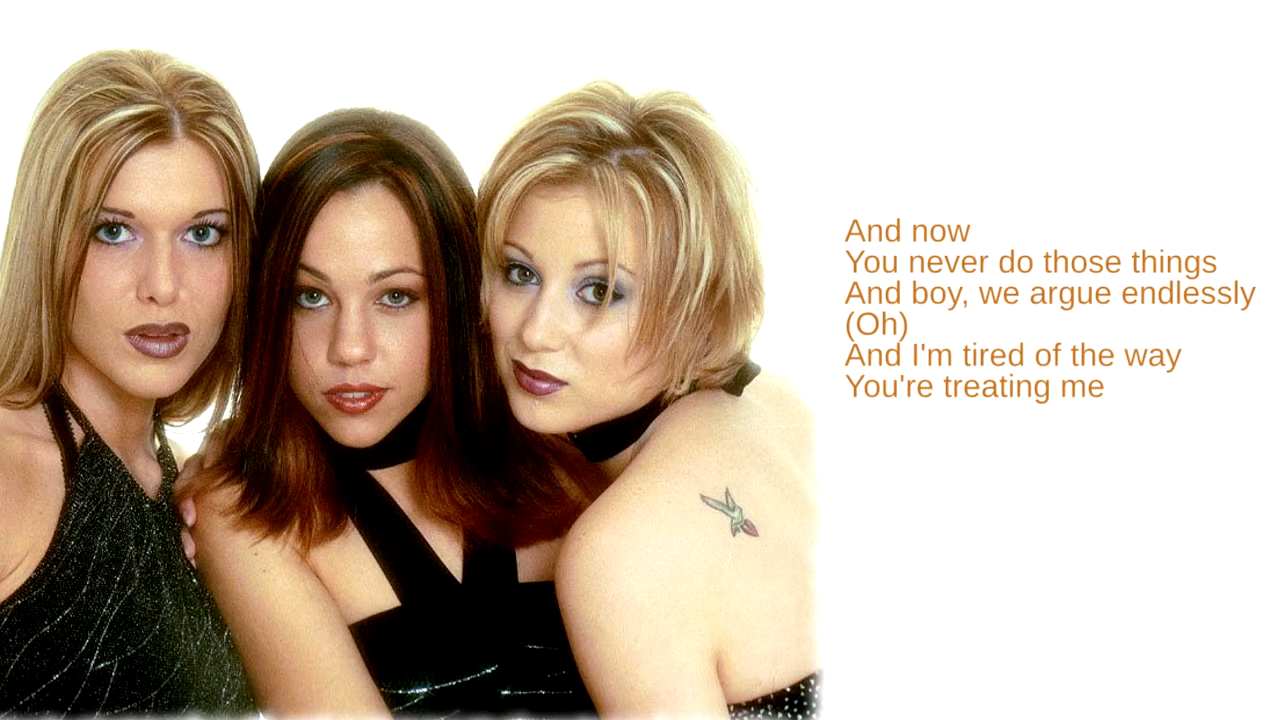 And now
You never do those things
And boy, we argue endlessly
(Oh)
And I'm tired of the way
You're treating me